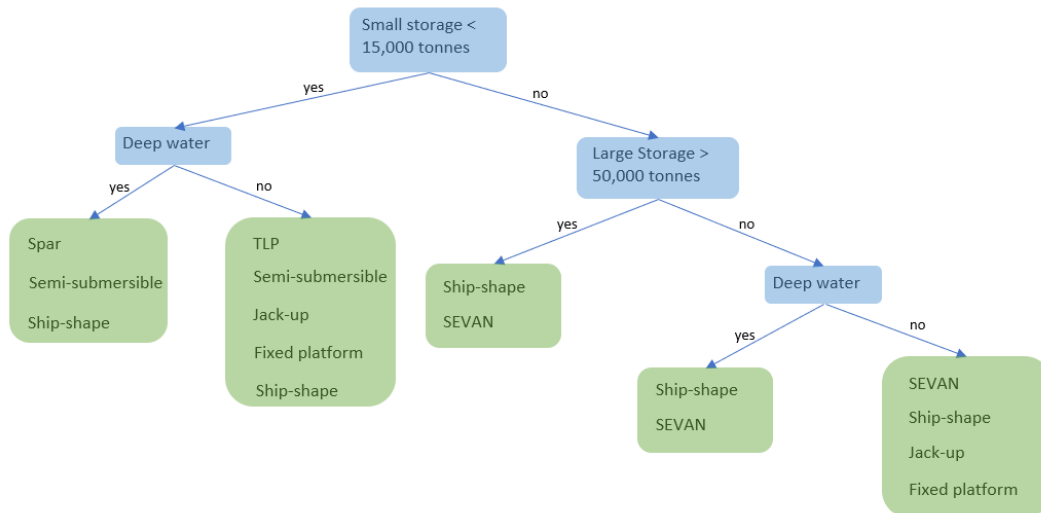 Small storage <
15,000 tonnes
yes
no
Deep water
Large Storage >
50,000 tonnes
yes
no
yes
no
Spar
Semi-submersible
Ship-shape
TLP
Semi-submersible
Jack-up
Fixed platform
Ship-shape
Ship-shape
SEVAN
Deep water
yes
no
Ship-shape
SEVAN
SEVAN
Ship-shape
Jack-up
Fixed platform